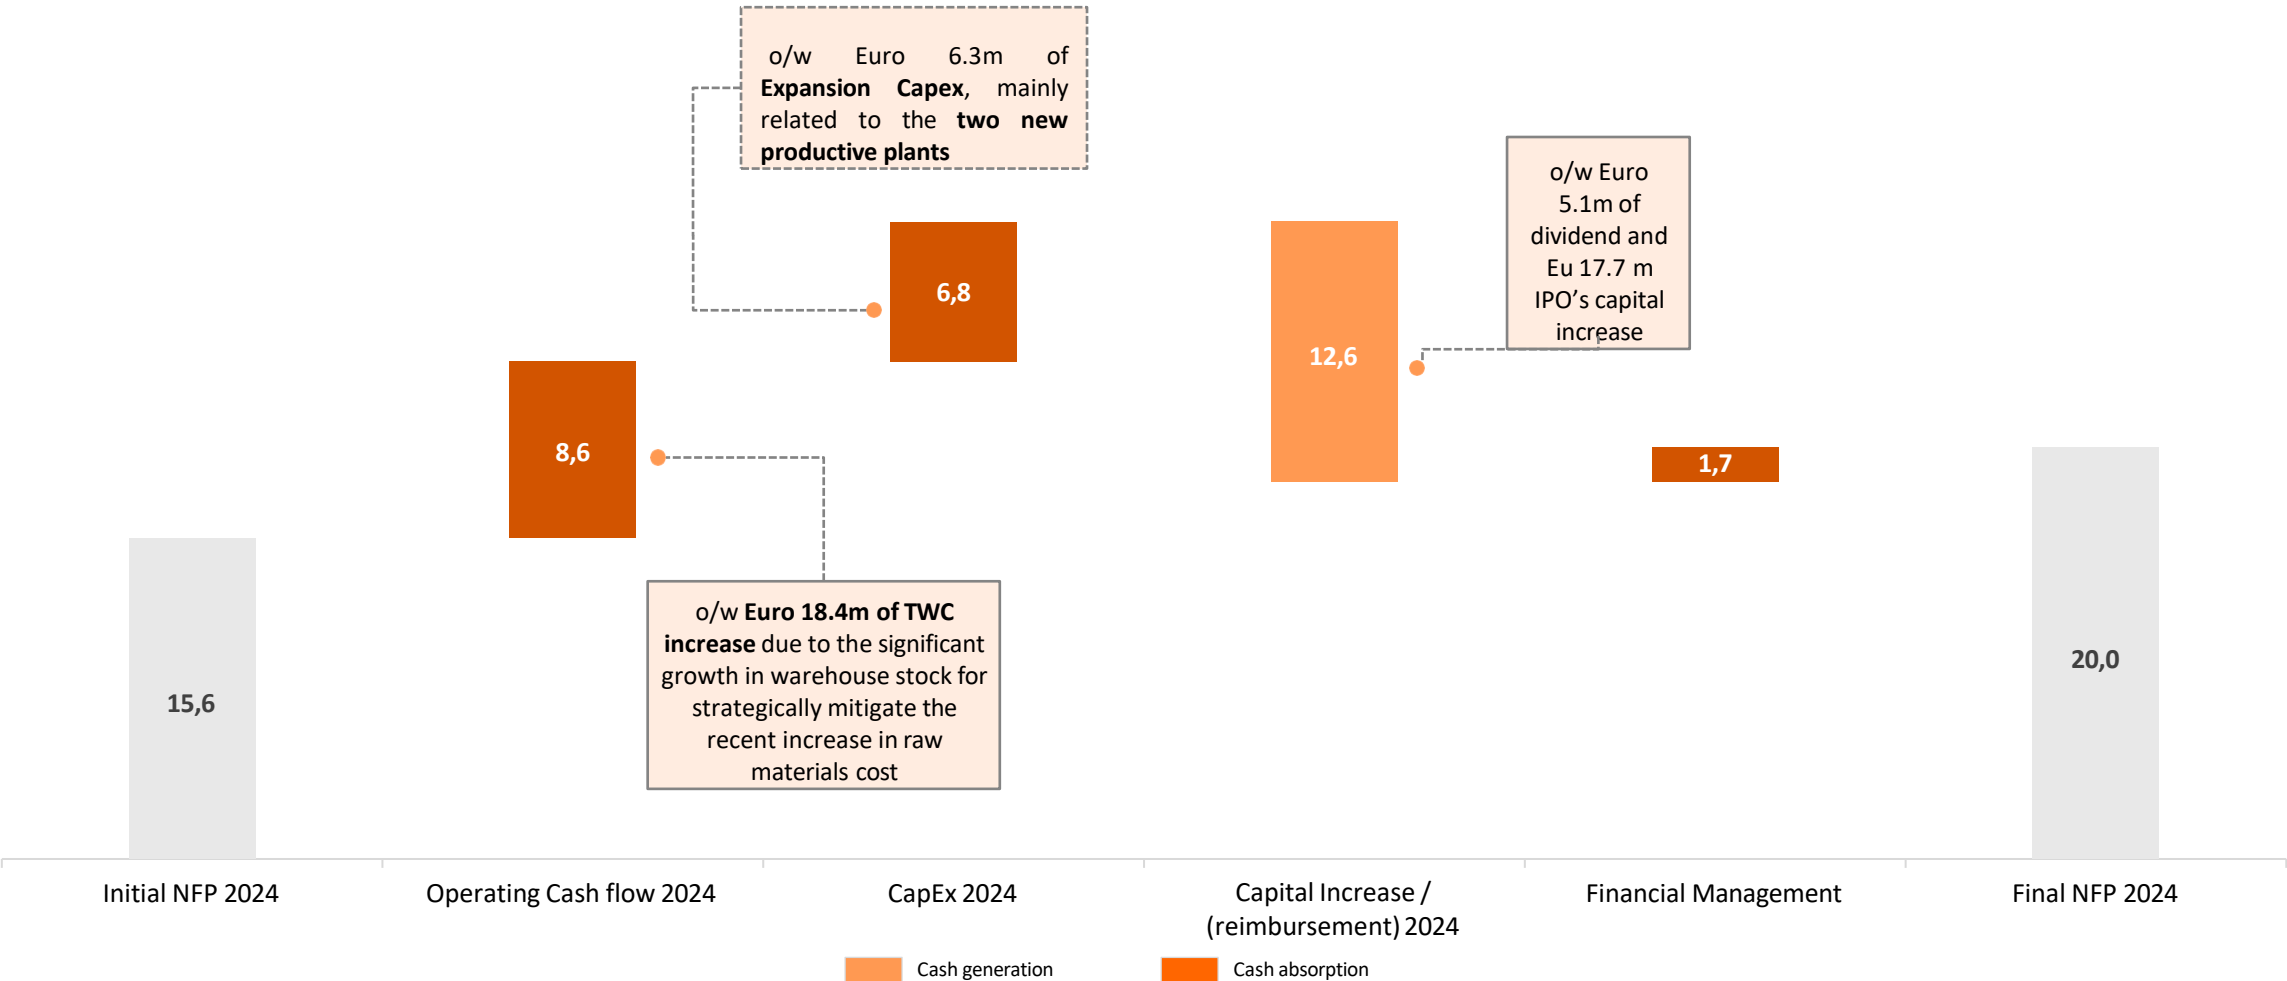 o/w Euro 6.3m of
Expansion Capex, mainly
related to the two new
productive plants
o/w Euro
5.1m of
dividend and
Eu 17.7 m
IPO’s capital
increase
6,8
12,6
8,6
1,7
o/w Euro 18.4m of TWC
increase due to the significant
growth in warehouse stock for
strategically mitigate the
recent increase in raw
materials cost
15,6
20,0
Initial NFP 2024
Operating Cash flow 2024
CapEx 2024
Capital Increase /
(reimbursement) 2024
Financial Management
Final NFP 2024
Cash generation
Cash absorption